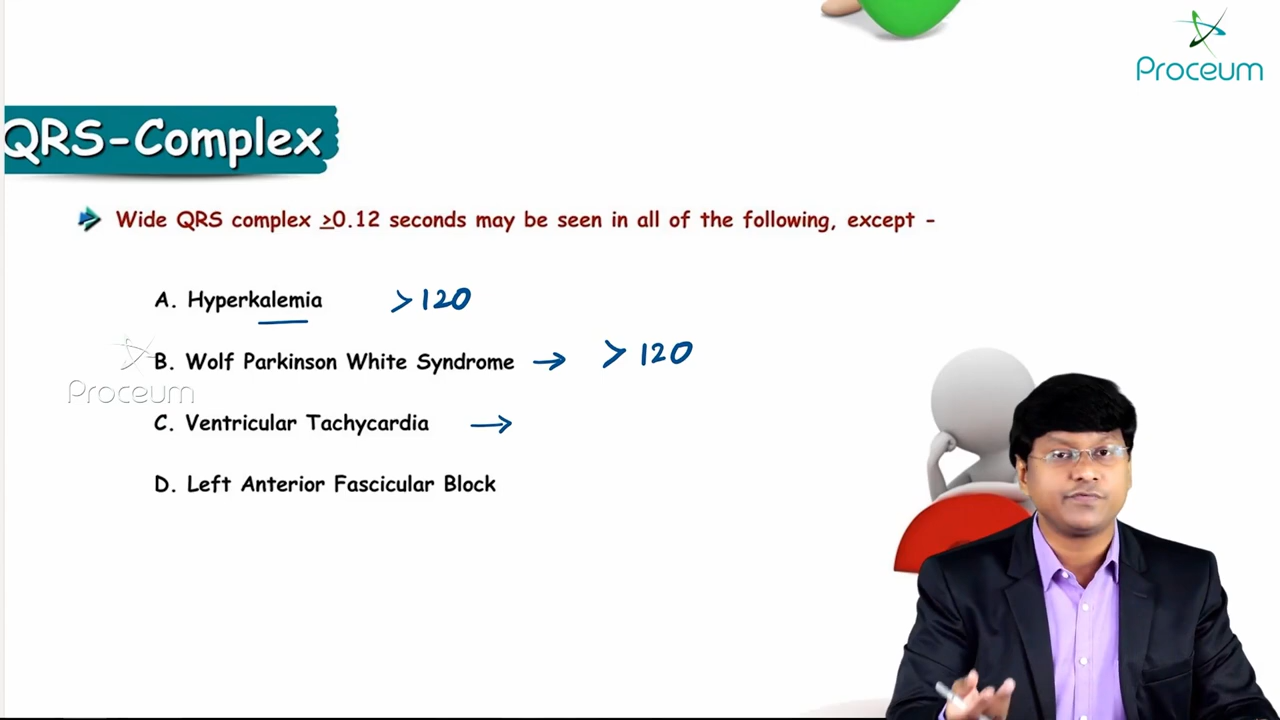 Proceum
QRS-Complex
Wide QRS complex ≥0.12 seconds may be seen in all of the following, except -
A. Hyperkalemia >120
B. Wolf Parkinson White Syndrome → >120
Proceum
C. Ventricular Tachycardia →
D. Left Anterior Fascicular Block